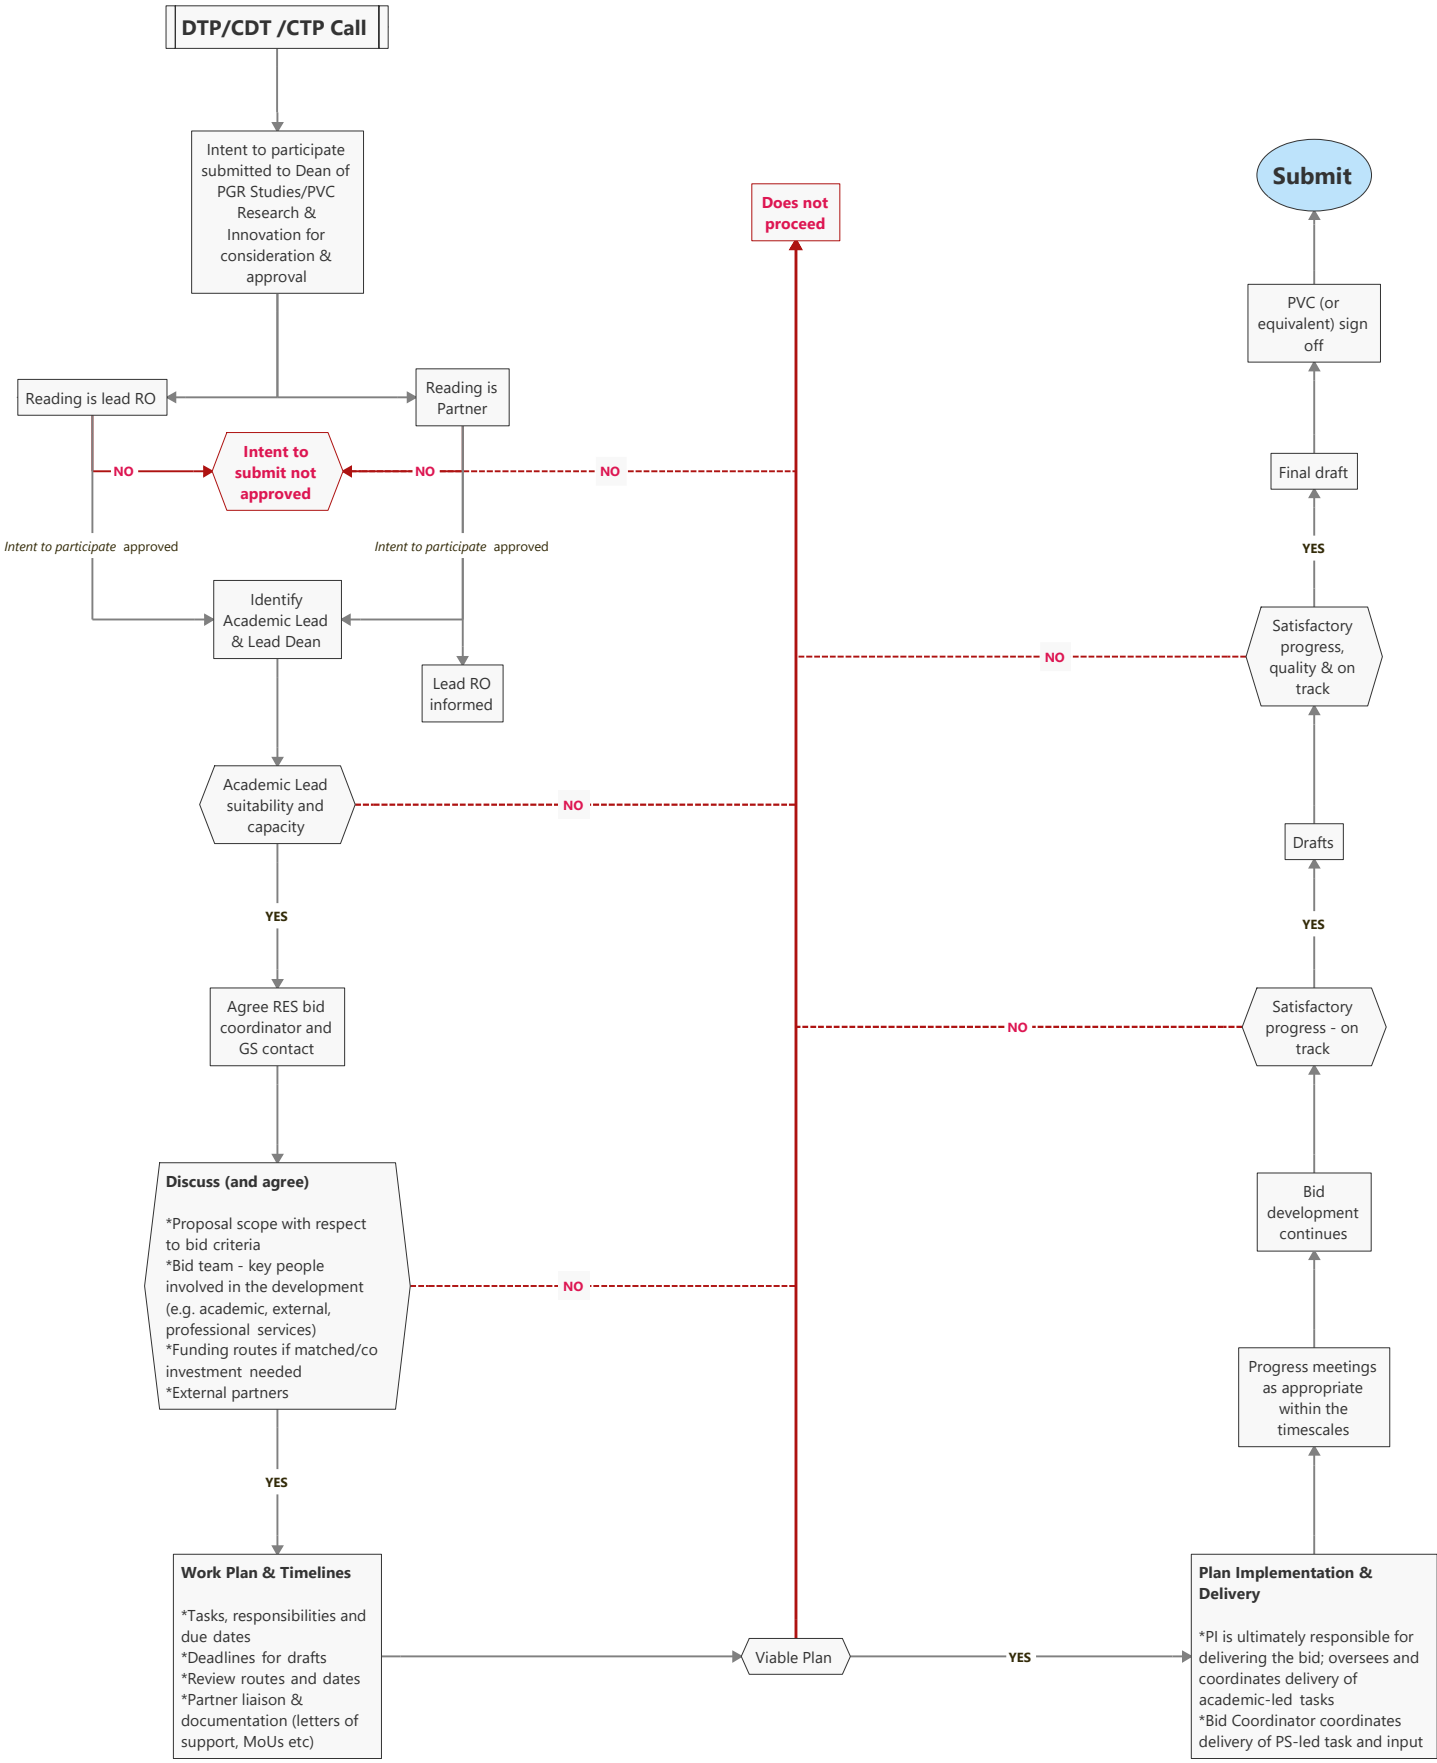 DTP/CDT /CTP Call
Intent to participate
submitted to Dean of
PGR Studies/PVC
Research &
Innovation for
consideration &
approval
Reading is lead RO
Reading is
Partner
NO
Intent to
submit not
approved
NO
NO
Intent to participate approved
Intent to participate approved
Identify
Academic Lead
& Lead Dean
Lead RO
informed
Academic Lead
suitability and
capacity
NO
YES
Agree RES bid
coordinator and
GS contact
Discuss (and agree)
*Proposal scope with respect
to bid criteria
*Bid team - key people
involved in the development
(e.g. academic, external,
professional services)
*Funding routes if matched/co
investment needed
*External partners
NO
YES
Work Plan & Timelines
*Tasks, responsibilities and
due dates
*Deadlines for drafts
*Review routes and dates
*Partner liaison &
documentation (letters of
support, MoUs etc)
Does not
proceed
Viable Plan
YES
Plan Implementation &
Delivery
*PI is ultimately responsible for
delivering the bid; oversees and
coordinates delivery of
academic-led tasks
*Bid Coordinator coordinates
delivery of PS-led task and input
Progress meetings
as appropriate
within the
timescales
Bid
development
continues
Satisfactory
progress - on
track
NO
YES
Drafts
Satisfactory
progress,
quality & on
track
NO
YES
Final draft
PVC (or
equivalent) sign
off
Submit